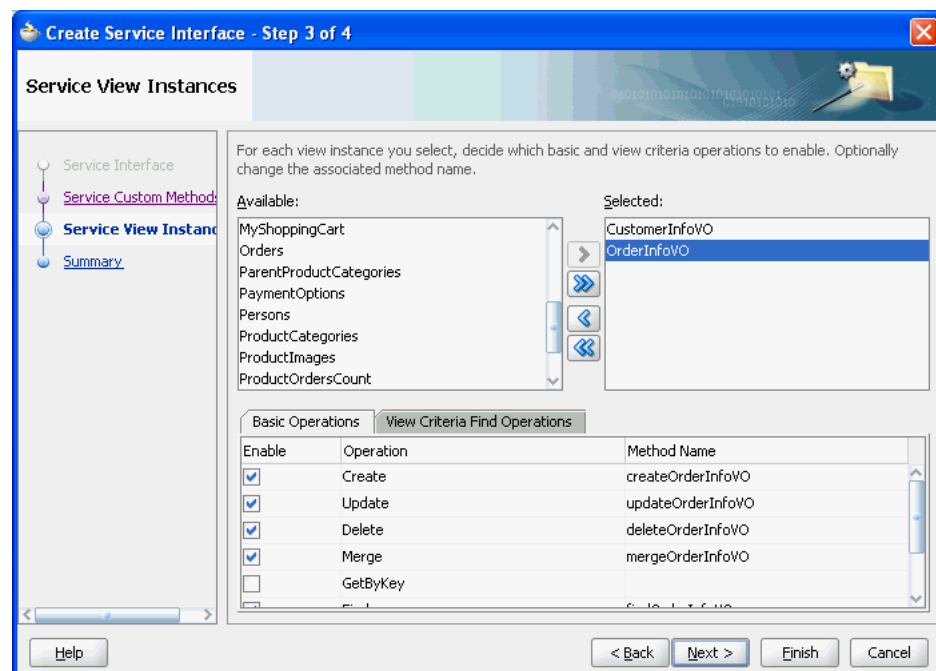 Create Service Interface - Step 3 of 4
Service View Instances
Service Interface
Service Custom Method
Service View Instan
Summary
For each view instance you select, decide which basic and view criteria operations to enable. Optionally
change the associated method name.
Available:
MyShoppingCart
Orders
ParentProductCategories
PaymentOptions
Persons
ProductCategories
ProductImages
ProductOrdersCount
Selected:
CustomerInfoVO
OrderInfoVO
Basic Operations View Criteria Find Operations
Enable Operation Method Name
Create createOrderInfoVO
Update updateOrderInfoVO
Delete deleteOrderInfoVO
Merge mergeOrderInfoVO
GetByKey
Help < Back Next > Finish Cancel